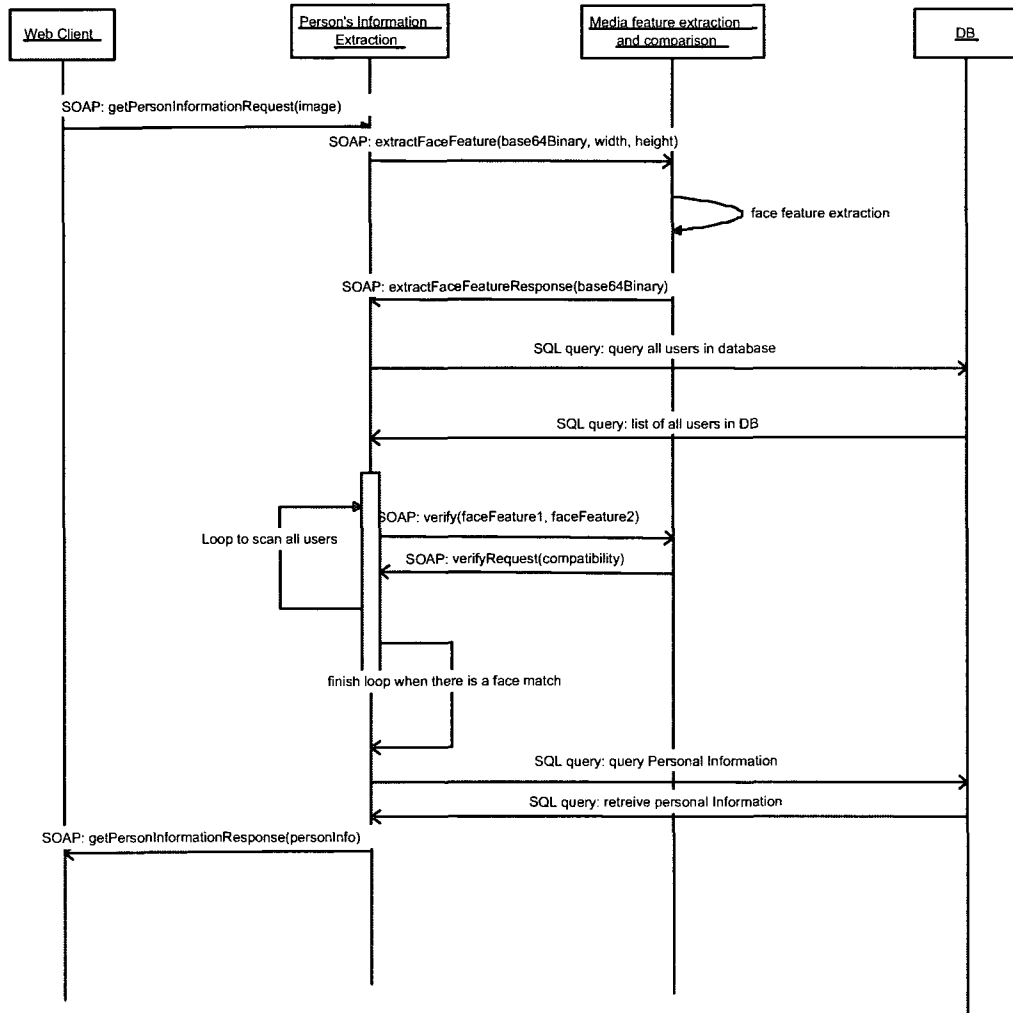 Web Client
Person's Information
Extraction
Media feature extraction
and comparison
DB
SOAP: getPersonInformationRequest(image)
SOAP: extractFaceFeature(base64Binary, width, height)
face feature extraction
SOAP: extractFaceFeatureResponse(base64Binary)
SQL query: query all users in database
SQL query: list of all users in DB
SOAP: verify(faceFeature1, faceFeature2)
Loop to scan all users
SOAP: verifyRequest(compatibility)
finish loop when there is a face match
SQL query: query Personal Information
SQL query: retreive personal Information
SOAP: getPersonInformationResponse(personInfo)